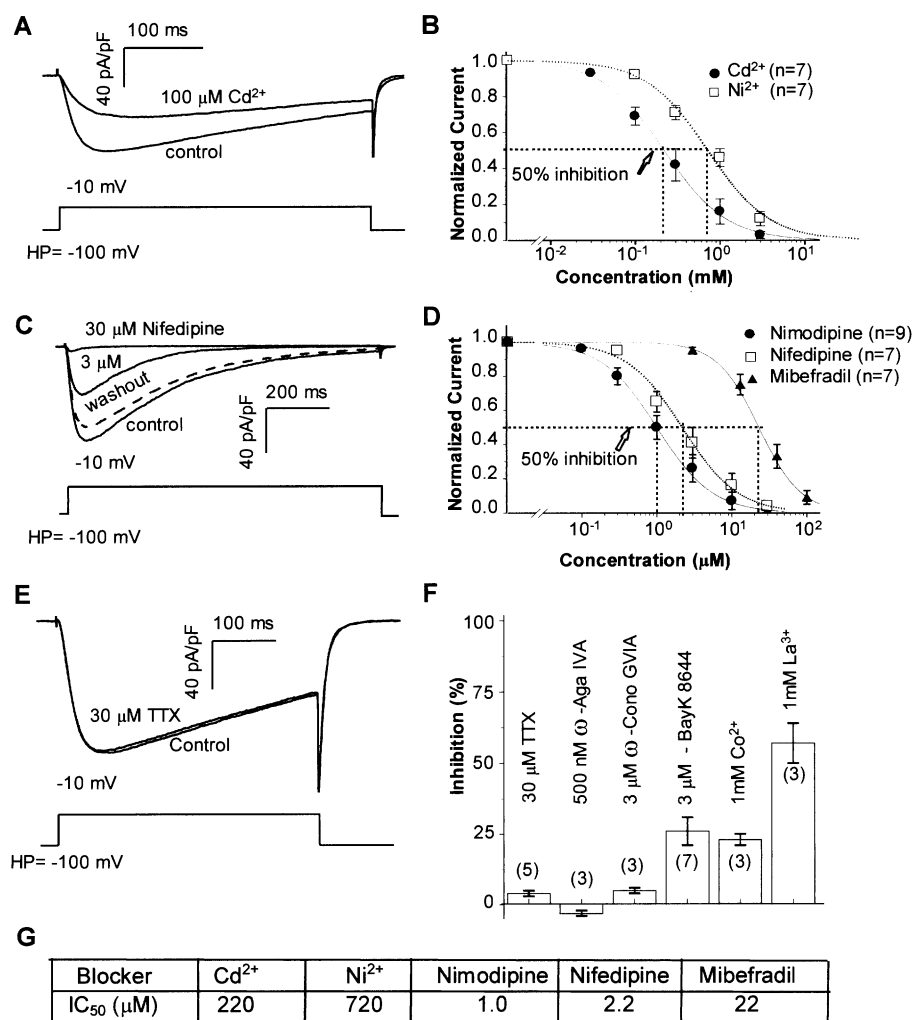 A
100 ms
40 pA/pF
100 μM Cd²⁺
control
-10 mV
HP= -100 mV
B
Normalized Current
1.0
0.8
0.6
0.4
0.2
0.0
Cd²⁺ (n=7)
Ni²⁺ (n=7)
50% inhibition
10⁻² 10⁻¹ 10⁰ 10¹
Concentration (mM)
C
30 μM Nifedipine
3 μM
washout
control
200 ms
40 pA/pF
-10 mV
HP= -100 mV
D
Normalized Current
1.0
0.8
0.6
0.4
0.2
0.0
Nimodipine (n=9)
Nifedipine (n=7)
Mibefradil (n=7)
50% inhibition
10⁻¹ 10⁰ 10¹ 10²
Concentration (μM)
E
100 ms
40 pA/pF
30 μM TTX
Control
-10 mV
HP= -100 mV
F
Inhibition (%)
100
75
50
25
0
30 μM TTX
500 nM ω -Aga IVA
3 μM ω -Cono GVIA
3 μM - BayK 8644
1mM Co²⁺
1mM La³⁺
(5) (3) (3) (7) (3) (3)
G
Blocker Cd²⁺ Ni²⁺ Nimodipine Nifedipine Mibefradil
IC₅₀ (μM) 220 720 1.0 2.2 22